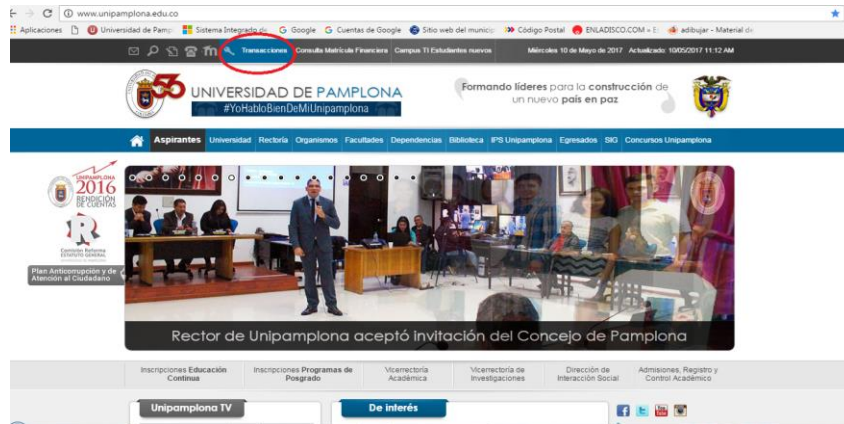 www.unipamplona.edu.co
Aplicaciones Universidad de Pamp Sistema Integrado de G Google G Cuentas de Google Sitio web del municip Código Postal ENLADISCO.COM » E adibujar - Material de
Transacciones Consulta Matrícula Financiera Campus TI Estudiantes nuevos Miércoles 10 de Mayo de 2017 Actualizado: 10/05/2017 11:12 AM
UNIVERSIDAD DE PAMPLONA
#YoHabloBienDeMiUnipamplona
Formando líderes para la construcción de
un nuevo país en paz
Aspirantes Universidad Rectoría Organismos Facultades Dependencias Biblioteca IPS Unipamplona Egresados SIG Concursos Unipamplona
UNIPAMPLONA
2016
RENDICIÓN
DE CUENTAS
Comisión Reforma
ESTATUTO GENERAL
Plan Anticorrupción y de
Atención al Ciudadano
Rector de Unipamplona aceptó invitación del Concejo de Pamplona
Inscripciones Educación
Continua
Inscripciones Programas de
Posgrado
Vicerrectoría
Académica
Vicerrectoría de
Investigaciones
Dirección de
Interacción Social
Admisiones, Registro y
Control Académico
Unipamplona TV
De interés